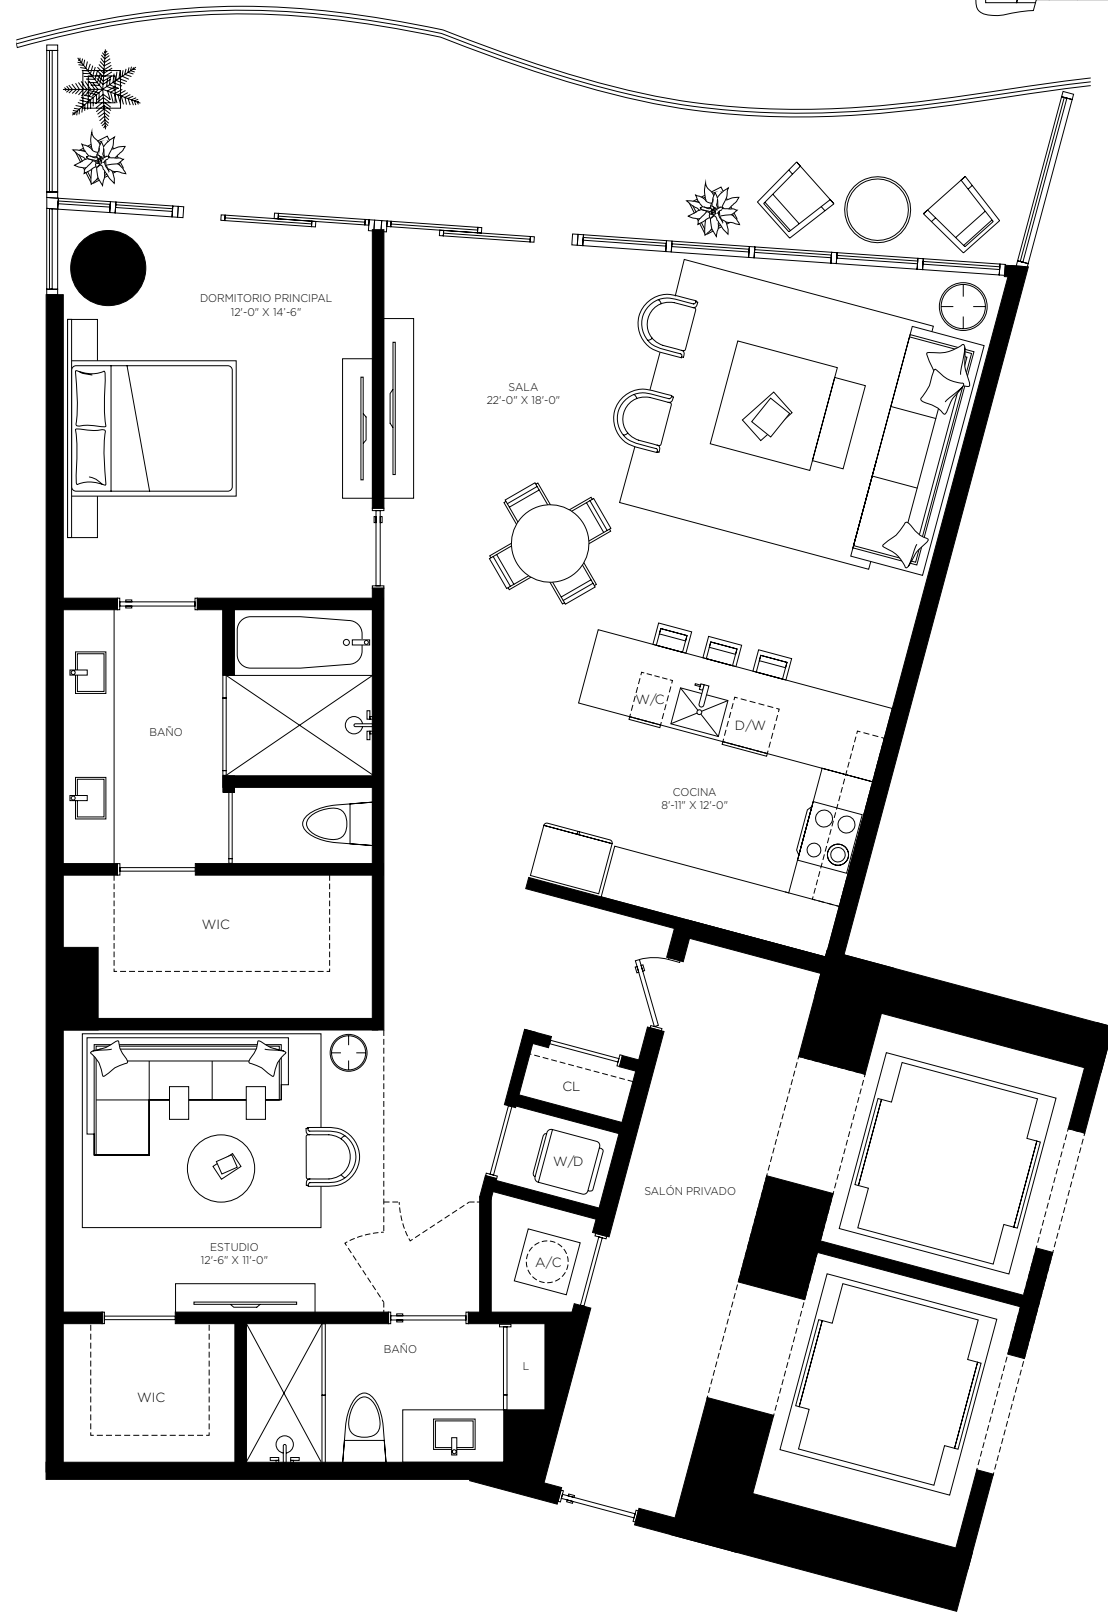 DORMITORIO PRINCIPAL
12'-0" X 14'-6"
SALA
22'-0" X 18'-0"
W/C
D/W
BAÑO
COCINA
8'-11" X 12'-0"
WIC
CL
W/D
SALÓN PRIVADO
ESTUDIO
12'-6" X 11'-0"
A/C
BAÑO
L
WIC